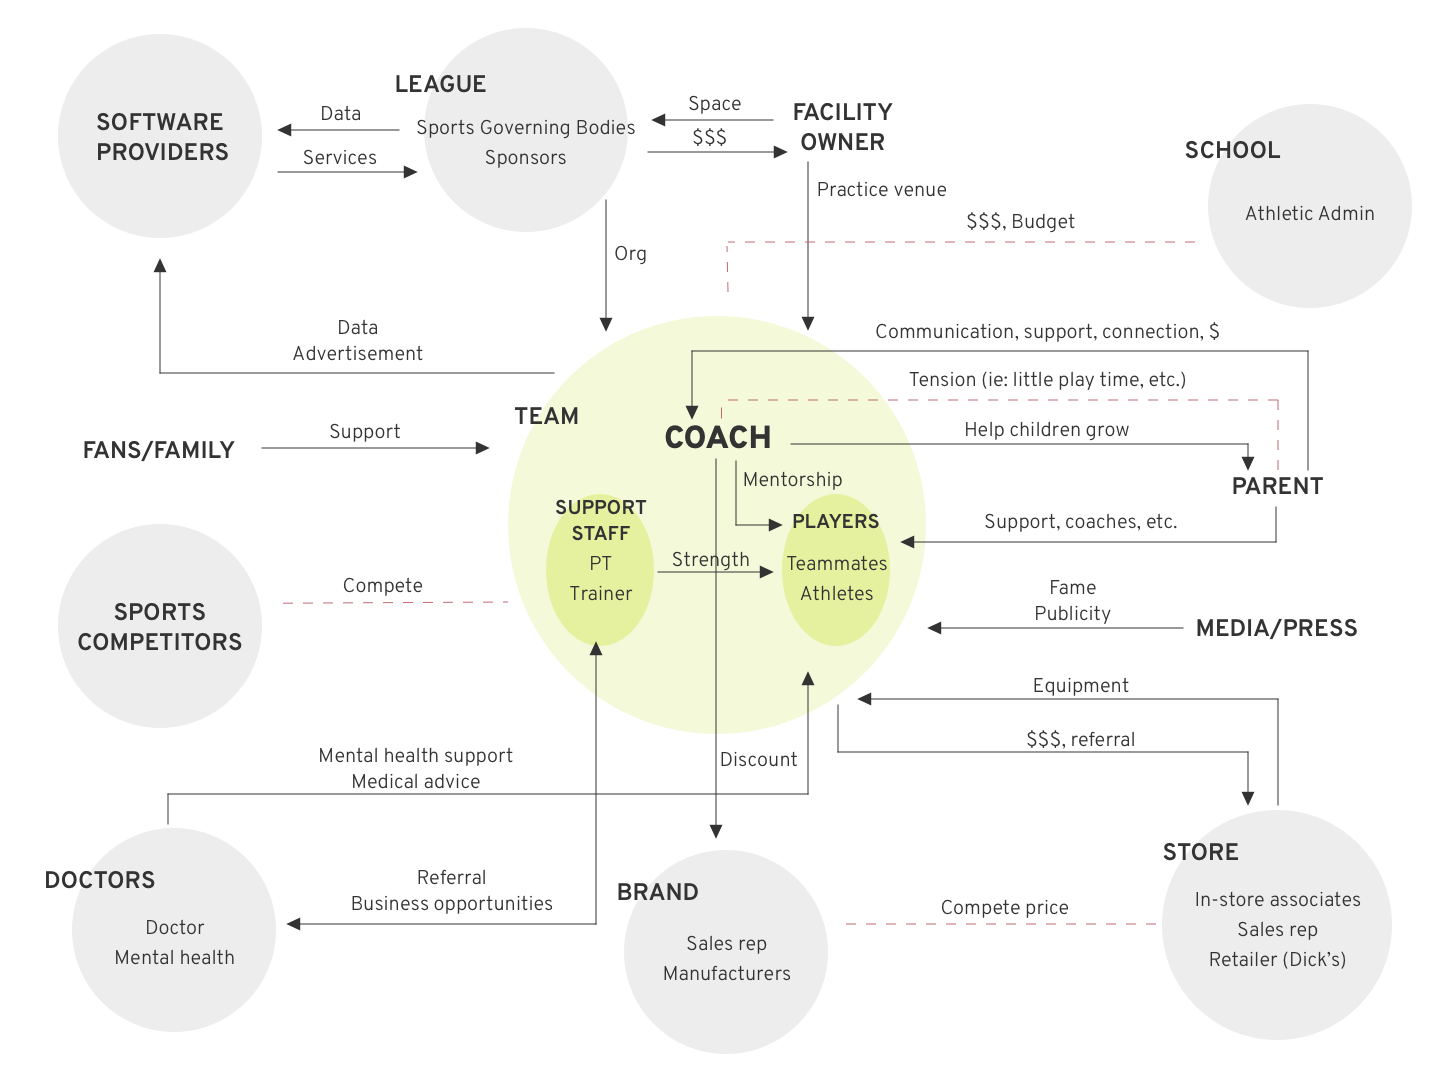 SOFTWARE
PROVIDERS
Data
Services
LEAGUE
Sports Governing Bodies
Sponsors
Space
$$$
FACILITY
OWNER
Practice venue
SCHOOL
Athletic Admin
$$$, Budget
Org
Data
Advertisement
Communication, support, connection, $
Tension (ie: little play time, etc.)
TEAM
COACH
Help children grow
FANS/FAMILY
Support
PARENT
Mentorship
SUPPORT
STAFF
PT
Trainer
Strength
PLAYERS
Teammates
Athletes
Support, coaches, etc.
SPORTS
COMPETITORS
Compete
Fame
Publicity
MEDIA/PRESS
Equipment
$$$, referral
Mental health support
Medical advice
Discount
DOCTORS
Doctor
Mental health
Referral
Business opportunities
BRAND
Sales rep
Manufacturers
Compete price
STORE
In-store associates
Sales rep
Retailer (Dick's)